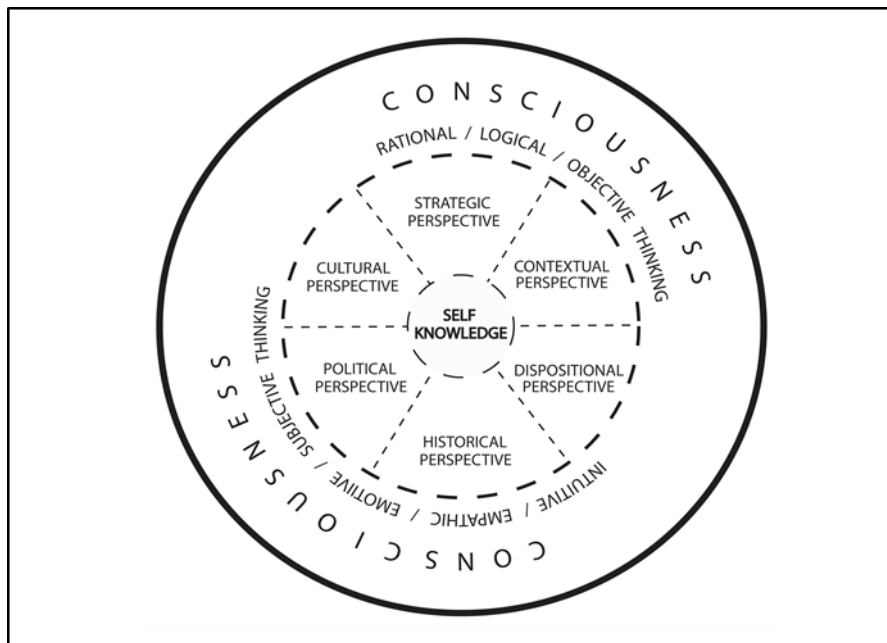 CONSCIOUSNESS
RATIONAL / LOGICAL / OBJECTIVE THINKING
STRATEGIC
PERSPECTIVE
CULTURAL
PERSPECTIVE
CONTEXTUAL
PERSPECTIVE
SELF
KNOWLEDGE
POLITICAL
PERSPECTIVE
DISPOSITIONAL
PERSPECTIVE
HISTORICAL
PERSPECTIVE
INTUITIVE / EMPATHIC / EMOTIIVE / SUBJECTIVE THINKING
CONSCIOUSNESS